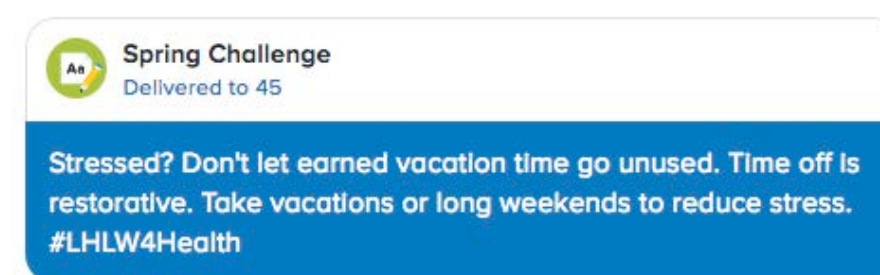 Aa
Spring Challenge
Delivered to 45
Stressed? Don't let earned vacation time go unused. Time off is
restorative. Take vacations or long weekends to reduce stress.
#LHLW4Health